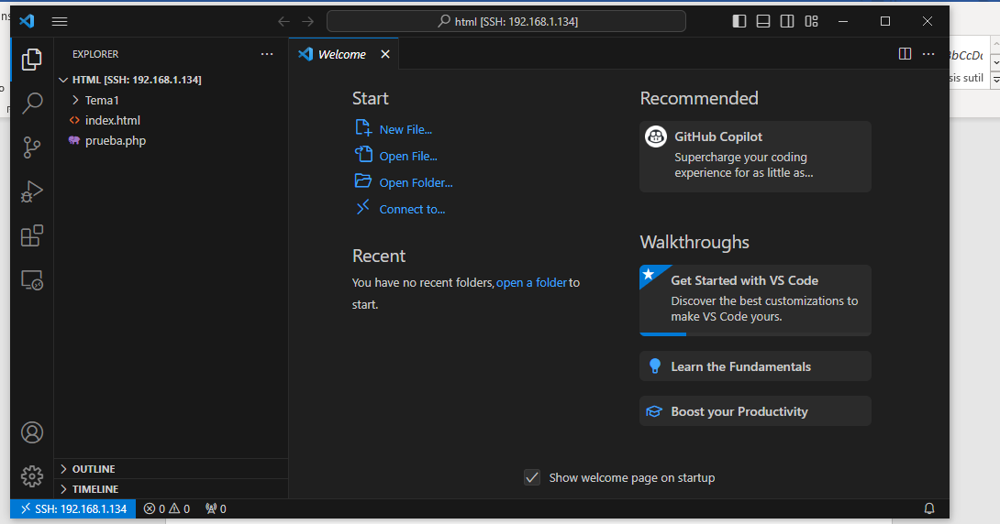 html [SSH: 192.168.1.134]
EXPLORER
HTML [SSH: 192.168.1.134]
Tema1
index.html
prueba.php
OUTLINE
TIMELINE
Welcome
Start
New File...
Open File...
Open Folder...
Connect to...
Recent
You have no recent folders, open a folder to
start.
Recommended
GitHub Copilot
Supercharge your coding
experience for as little as...
Walkthroughs
Get Started with VS Code
Discover the best customizations to
make VS Code yours.
Learn the Fundamentals
Boost your Productivity
Show welcome page on startup
SSH: 192.168.1.134 0 0 0
sis sutil